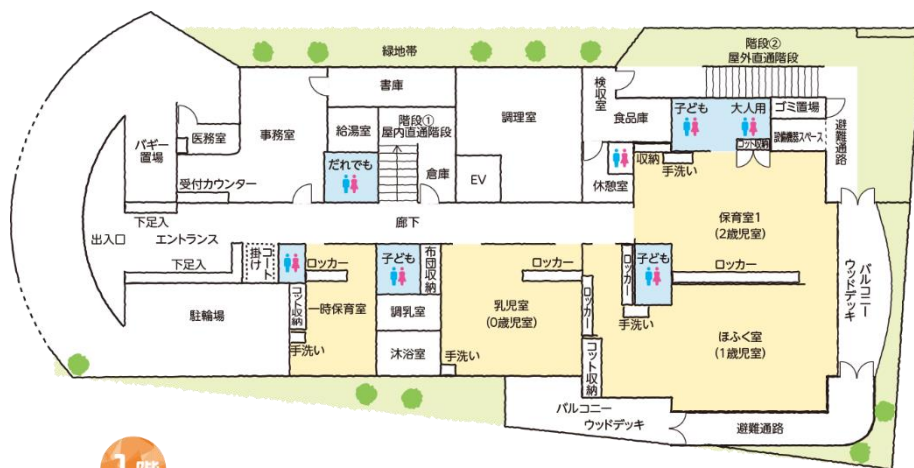 緑地帯
階段②
屋外直通階段
書庫
検収室
調理室
階段①
屋内直通階段
食品庫
子ども
大人用
ゴミ置場
医務室
事務室
給湯室
コット収納
設備機器スペース
避難通路
バギー
置場
だれでも
倉庫
EV
収納
手洗い
休憩室
受付カウンター
下足入
廊下
保育室1
(2歳児室)
出入口
エントランス
コート
掛け
下足入
ロッカー
子ども
布団収納
ロッカー
ロッカー
子ども
ロッカー
バルコニー
ウッドデッキ
駐輪場
コット収納
一時保育室
調乳室
乳児室
(0歳児室)
ロッカー
手洗い
ほふく室
(1歳児室)
手洗い
沐浴室
手洗い
コット収納
バルコニー
ウッドデッキ
避難通路
1階